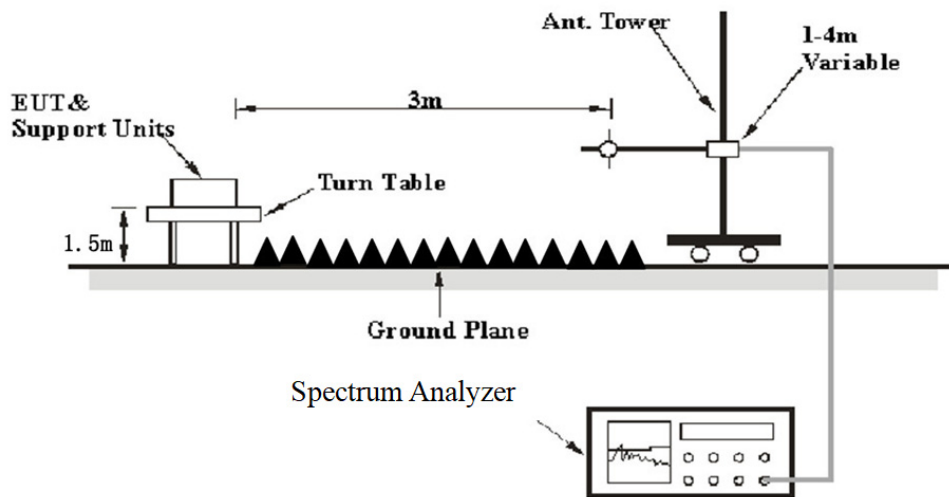 Ant. Tower
1-4m
Variable
3m
EUT&
Support Units
Turn Table
1.5m
Ground Plane
Spectrum Analyzer